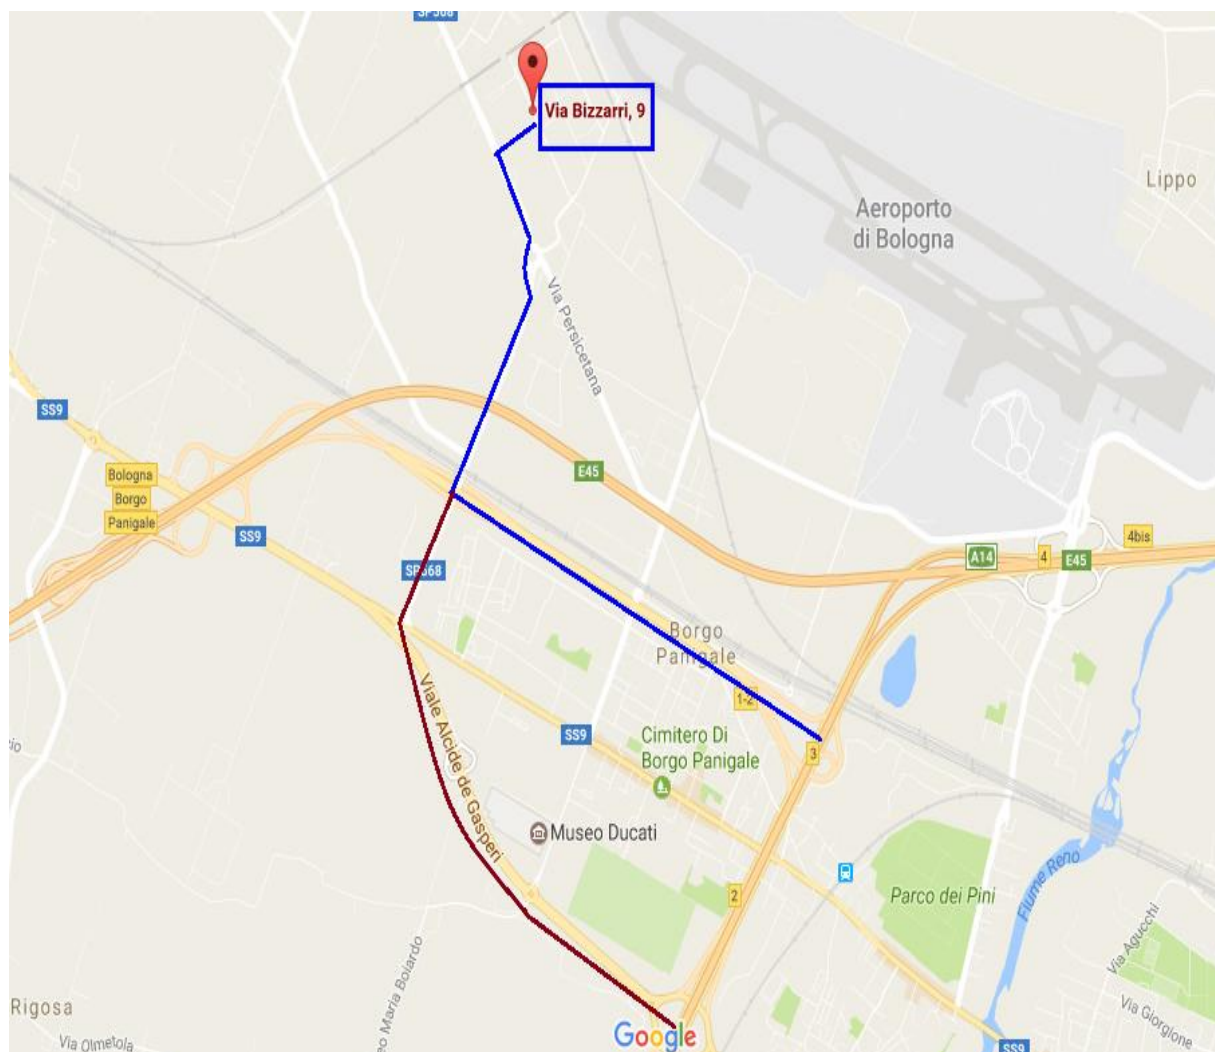 SP568
Via Bizzarri, 9
Lippo
Aeroporto
di Bologna
Via Persicetana
SS9
E45
Bologna
Borgo
Panigale
SS9
4bis
A14
4
E45
SP568
Borgo
Panigale
1-2
Viale Alcide de Gasperi
SS9
Cimitero Di
Borgo Panigale
3
Museo Ducati
2
Parco dei Pini
Fiume Reno
Via Agucchi
Rigosa
Via Olmetola
eo Maria Boiardo
Google
Via Giorgione
SS9